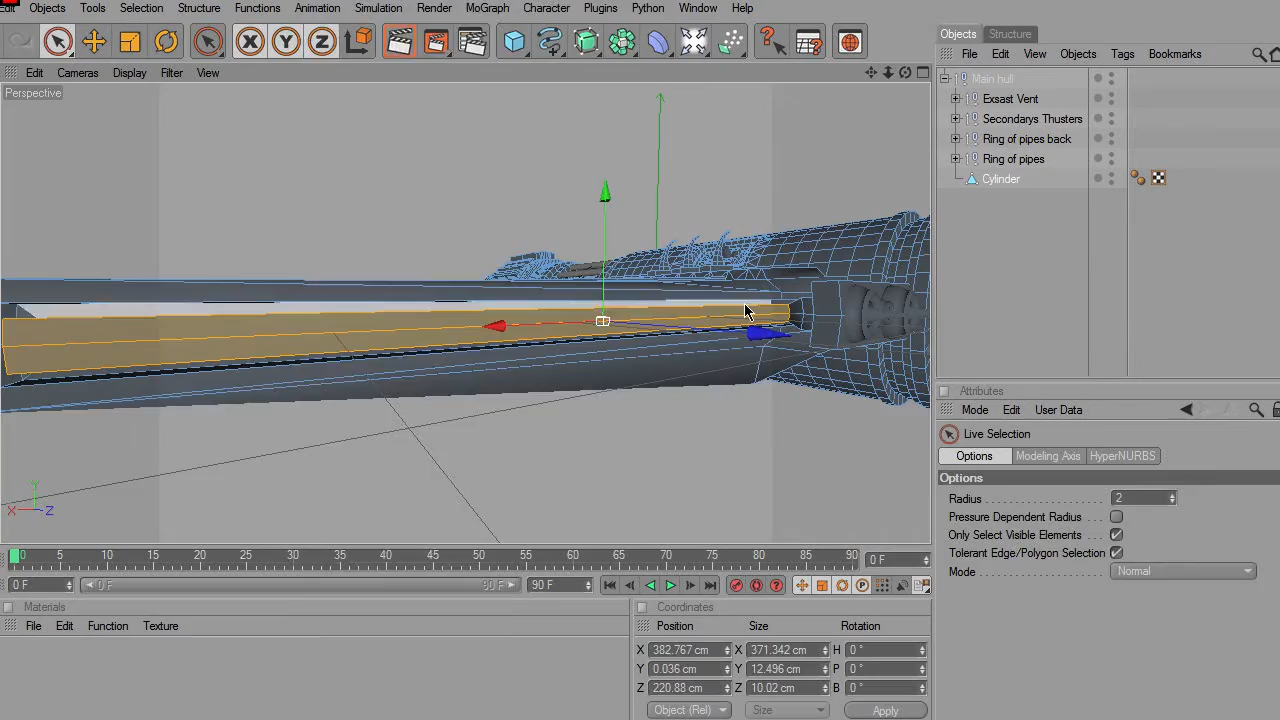 Objects Tools Selection Structure Functions Animation Simulation Render MoGraph Character Plugins Python Window Help
X Y Z
Objects Structure
File Edit View Objects Tags Bookmarks
Edit Cameras Display Filter View
Perspective
Main hull
Exsast Vent
Secondarys Thusters
Ring of pipes back
Ring of pipes
Cylinder
Attributes
Mode Edit User Data
Live Selection
Options Modeling Axis HyperNURBS
Options
Radius 2
Pressure Dependent Radius
Only Select Visible Elements
Tolerant Edge/Polygon Selection
Mode Normal
Y
X Z
0 5 10 15 20 25 30 35 40 45 50 55 60 65 70 75 80 85 90 0 F
0 F 0 F 90 F 90 F
Materials Coordinates
File Edit Function Texture Position Size Rotation
X 382.767 cm X 371.342 cm H 0 °
Y 0.036 cm Y 12.496 cm P 0 °
Z 220.88 cm Z 10.02 cm B 0 °
Object (Rel) Size Apply